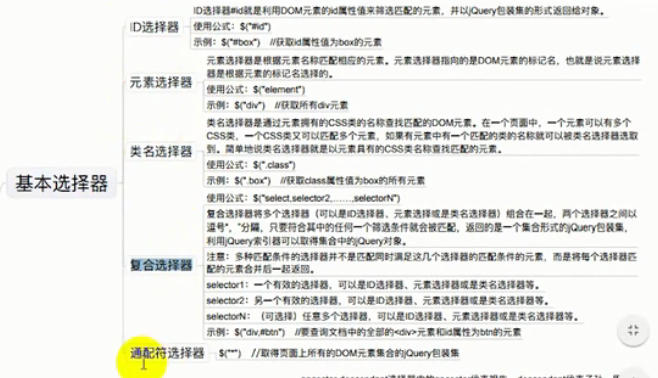 ID选择器#id就是利用DOM元素的id属性值来筛选匹配的元素，并以jQuery包装集的形式返回给对象。
ID选择器
使用公式：$("#id")
示例：$("#box")   //获取id属性值为box的元素
元素选择器是根据元素名称匹配相应的元素。元素选择器指向的是DOM元素的标记名，也就是说元素选择
器是根据元素的标记名选择的。
元素选择器
使用公式：$("element")
示例：$("div")   //获取所有div元素
类名选择器是通过元素拥有的CSS类的名称查找匹配的DOM元素。在一个页面中，一个元素可以有多个
CSS类，一个CSS类又可以匹配多个元素，如果有元素中有一个匹配的类的名称就可以被类名选择器选取
到。简单地说类名选择器就是以元素具有的CSS类名称查找匹配的元素。
类名选择器
使用公式：$(".class")
示例：$(".box")   //获取class属性值为box的所有元素
基本选择器
使用公式：$("select,selector2,……,selectorN")
复合选择器将多个选择器（可以是ID选择器、元素选择或是类名选择器）组合在一起，两个选择器之间以
逗号","分隔，只要符合其中的任何一个筛选条件就会被匹配，返回的是一个集合形式的jQuery包装集，
利用jQuery索引器可以取得集合中的jQuery对象。
复合选择器
注意：多种匹配条件的选择器并不是匹配同时满足这几个选择器的匹配条件的元素，而是将每个选择器匹配
的元素合并后一起返回。
selector1：一个有效的选择器，可以是ID选择器、元素选择器或是类名选择器等。
selector2：另一个有效的选择器，可以是ID选择器、元素选择器或是类名选择器等。
selectorN：（可选择）任意多个选择器，可以是ID选择器、元素选择器或是类名选择器等。
示例：$("div,#btn")   //要查询文档中的全部的<div>元素和id属性为btn的元素
通配符选择器
$("*")   //取得页面上所有的DOM元素集合的jQuery包装集